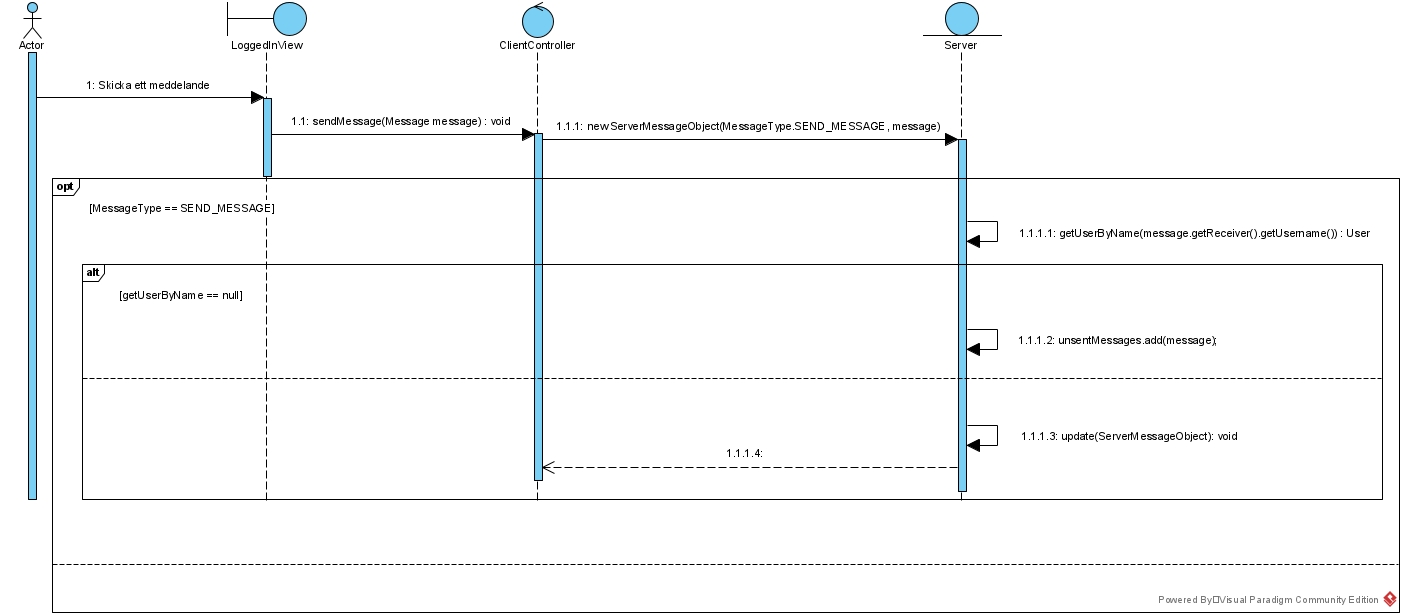 Actor
LoggedInView
ClientController
Server
1: Skicka ett meddelande
1.1: sendMessage(Message message) : void
1.1.1: newServerMessageObject(MessageType.SEND_MESSAGE, message)
opt
[MessageType == SEND_MESSAGE]
1.1.1.1: getUserByName(message.getReceiver().getUsername()) : User
alt
[getUserByName == null]
1.1.1.2: unsentMessages.add(message);
1.1.1.3: update(ServerMessageObject): void
1.1.1.4:
Powered By Visual Paradigm Community Edition